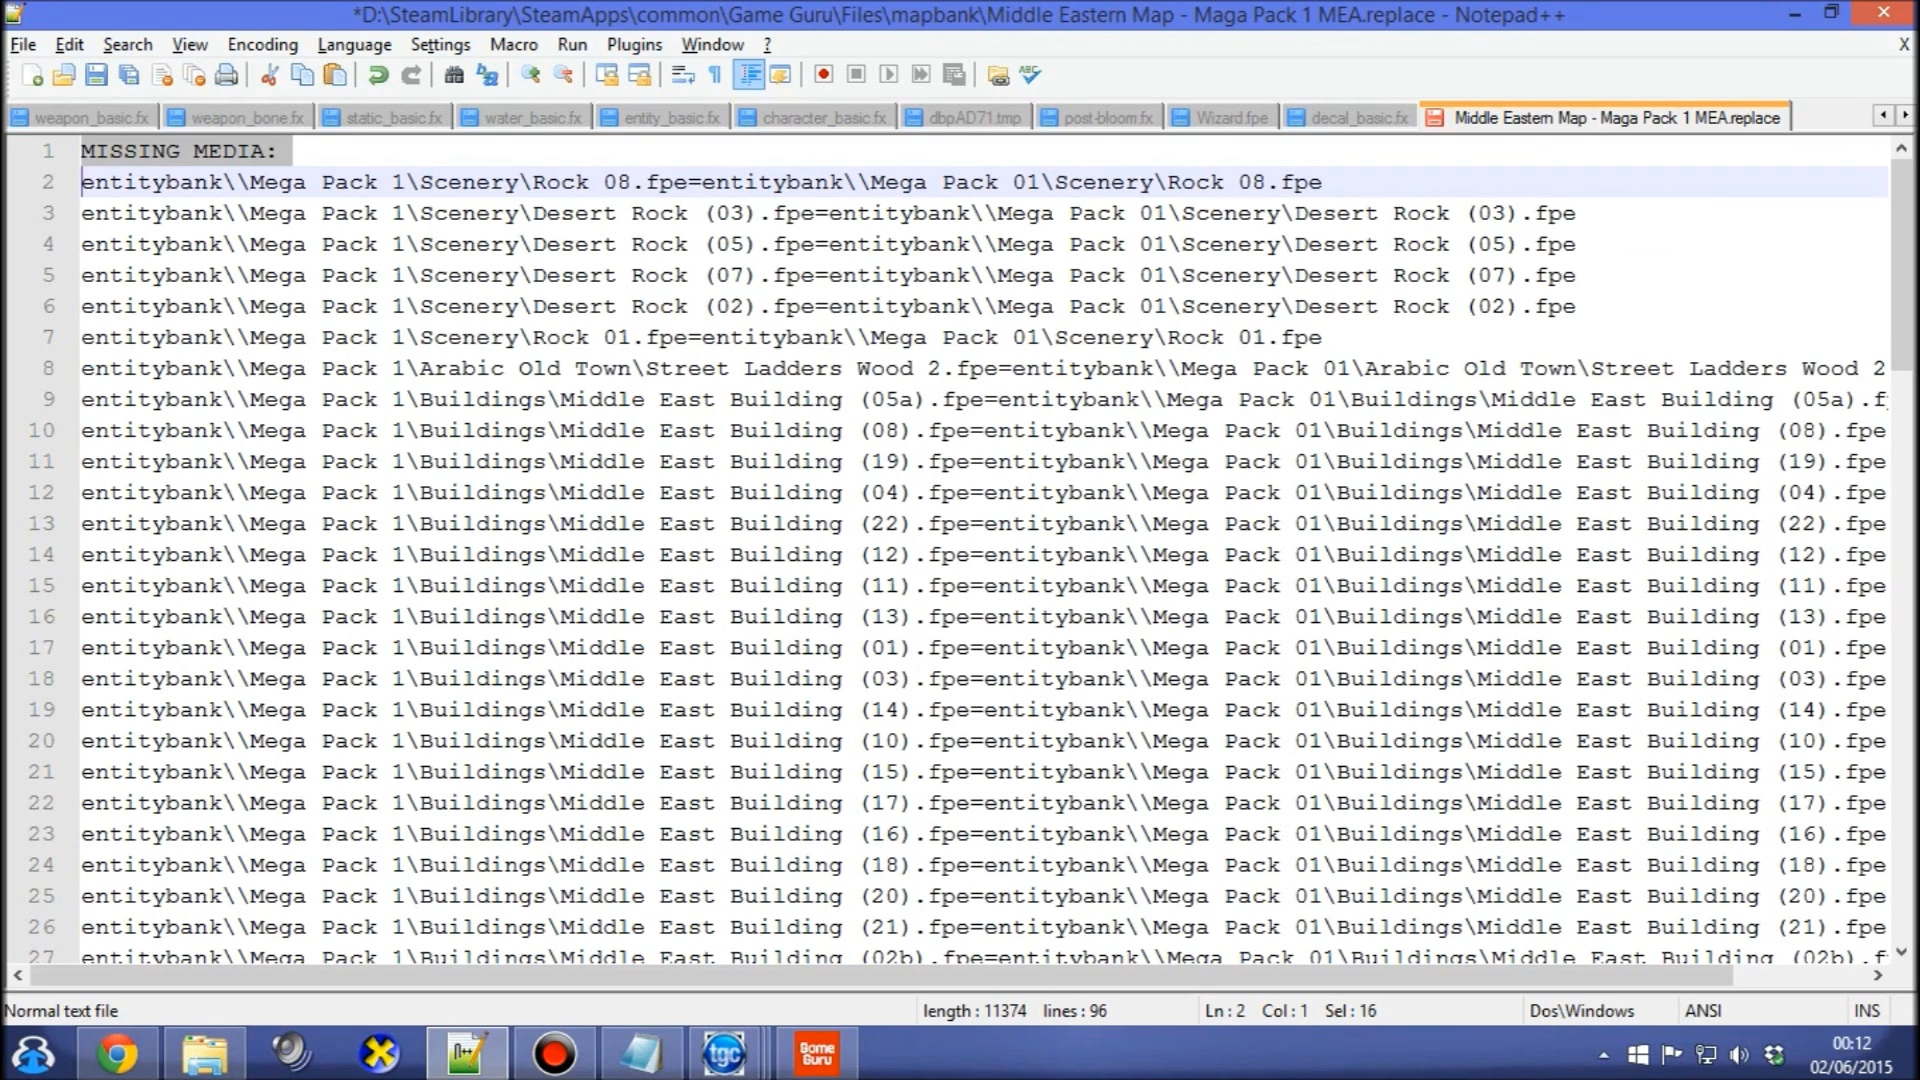 *D:\SteamLibrary\SteamApps\common\Game Guru\Files\mapbank\Middle Eastern Map - Maga Pack 1 MEA.replace - Notepad++
File Edit Search View Encoding Language Settings Macro Run Plugins Window ? X
weapon_basic.fx weapon_bone.fx static_basic.fx water_basic.fx entity_basic.fx character_basic.fx dbpAD71.tmp post-bloom.fx Wizard.fpe decal_basic.fx Middle Eastern Map - Maga Pack 1 MEA.replace
1 MISSING MEDIA:
2 entitybank\\Mega Pack 1\Scenery\Rock 08.fpe=entitybank\\Mega Pack 01\Scenery\Rock 08.fpe
3 entitybank\\Mega Pack 1\Scenery\Desert Rock (03).fpe=entitybank\\Mega Pack 01\Scenery\Desert Rock (03).fpe
4 entitybank\\Mega Pack 1\Scenery\Desert Rock (05).fpe=entitybank\\Mega Pack 01\Scenery\Desert Rock (05).fpe
5 entitybank\\Mega Pack 1\Scenery\Desert Rock (07).fpe=entitybank\\Mega Pack 01\Scenery\Desert Rock (07).fpe
6 entitybank\\Mega Pack 1\Scenery\Desert Rock (02).fpe=entitybank\\Mega Pack 01\Scenery\Desert Rock (02).fpe
7 entitybank\\Mega Pack 1\Scenery\Rock 01.fpe=entitybank\\Mega Pack 01\Scenery\Rock 01.fpe
8 entitybank\\Mega Pack 1\Arabic Old Town\Street Ladders Wood 2.fpe=entitybank\\Mega Pack 01\Arabic Old Town\Street Ladders Wood 2
9 entitybank\\Mega Pack 1\Buildings\Middle East Building (05a).fpe=entitybank\\Mega Pack 01\Buildings\Middle East Building (05a).f
10 entitybank\\Mega Pack 1\Buildings\Middle East Building (08).fpe=entitybank\\Mega Pack 01\Buildings\Middle East Building (08).fpe
11 entitybank\\Mega Pack 1\Buildings\Middle East Building (19).fpe=entitybank\\Mega Pack 01\Buildings\Middle East Building (19).fpe
12 entitybank\\Mega Pack 1\Buildings\Middle East Building (04).fpe=entitybank\\Mega Pack 01\Buildings\Middle East Building (04).fpe
13 entitybank\\Mega Pack 1\Buildings\Middle East Building (22).fpe=entitybank\\Mega Pack 01\Buildings\Middle East Building (22).fpe
14 entitybank\\Mega Pack 1\Buildings\Middle East Building (12).fpe=entitybank\\Mega Pack 01\Buildings\Middle East Building (12).fpe
15 entitybank\\Mega Pack 1\Buildings\Middle East Building (11).fpe=entitybank\\Mega Pack 01\Buildings\Middle East Building (11).fpe
16 entitybank\\Mega Pack 1\Buildings\Middle East Building (13).fpe=entitybank\\Mega Pack 01\Buildings\Middle East Building (13).fpe
17 entitybank\\Mega Pack 1\Buildings\Middle East Building (01).fpe=entitybank\\Mega Pack 01\Buildings\Middle East Building (01).fpe
18 entitybank\\Mega Pack 1\Buildings\Middle East Building (03).fpe=entitybank\\Mega Pack 01\Buildings\Middle East Building (03).fpe
19 entitybank\\Mega Pack 1\Buildings\Middle East Building (14).fpe=entitybank\\Mega Pack 01\Buildings\Middle East Building (14).fpe
20 entitybank\\Mega Pack 1\Buildings\Middle East Building (10).fpe=entitybank\\Mega Pack 01\Buildings\Middle East Building (10).fpe
21 entitybank\\Mega Pack 1\Buildings\Middle East Building (15).fpe=entitybank\\Mega Pack 01\Buildings\Middle East Building (15).fpe
22 entitybank\\Mega Pack 1\Buildings\Middle East Building (17).fpe=entitybank\\Mega Pack 01\Buildings\Middle East Building (17).fpe
23 entitybank\\Mega Pack 1\Buildings\Middle East Building (16).fpe=entitybank\\Mega Pack 01\Buildings\Middle East Building (16).fpe
24 entitybank\\Mega Pack 1\Buildings\Middle East Building (18).fpe=entitybank\\Mega Pack 01\Buildings\Middle East Building (18).fpe
25 entitybank\\Mega Pack 1\Buildings\Middle East Building (20).fpe=entitybank\\Mega Pack 01\Buildings\Middle East Building (20).fpe
26 entitybank\\Mega Pack 1\Buildings\Middle East Building (21).fpe=entitybank\\Mega Pack 01\Buildings\Middle East Building (21).fpe
27 entitybank\\Mega Pack 1\Buildings\Middle East Building (02b).fpe=entitybank\\Mega Pack 01\Buildings\Middle East Building (02b).f
Normal text file length : 11374 lines : 96 Ln : 2 Col : 1 Sel : 16 Dos\Windows ANSI INS
tgc Game Guru 00:12
02/06/2015